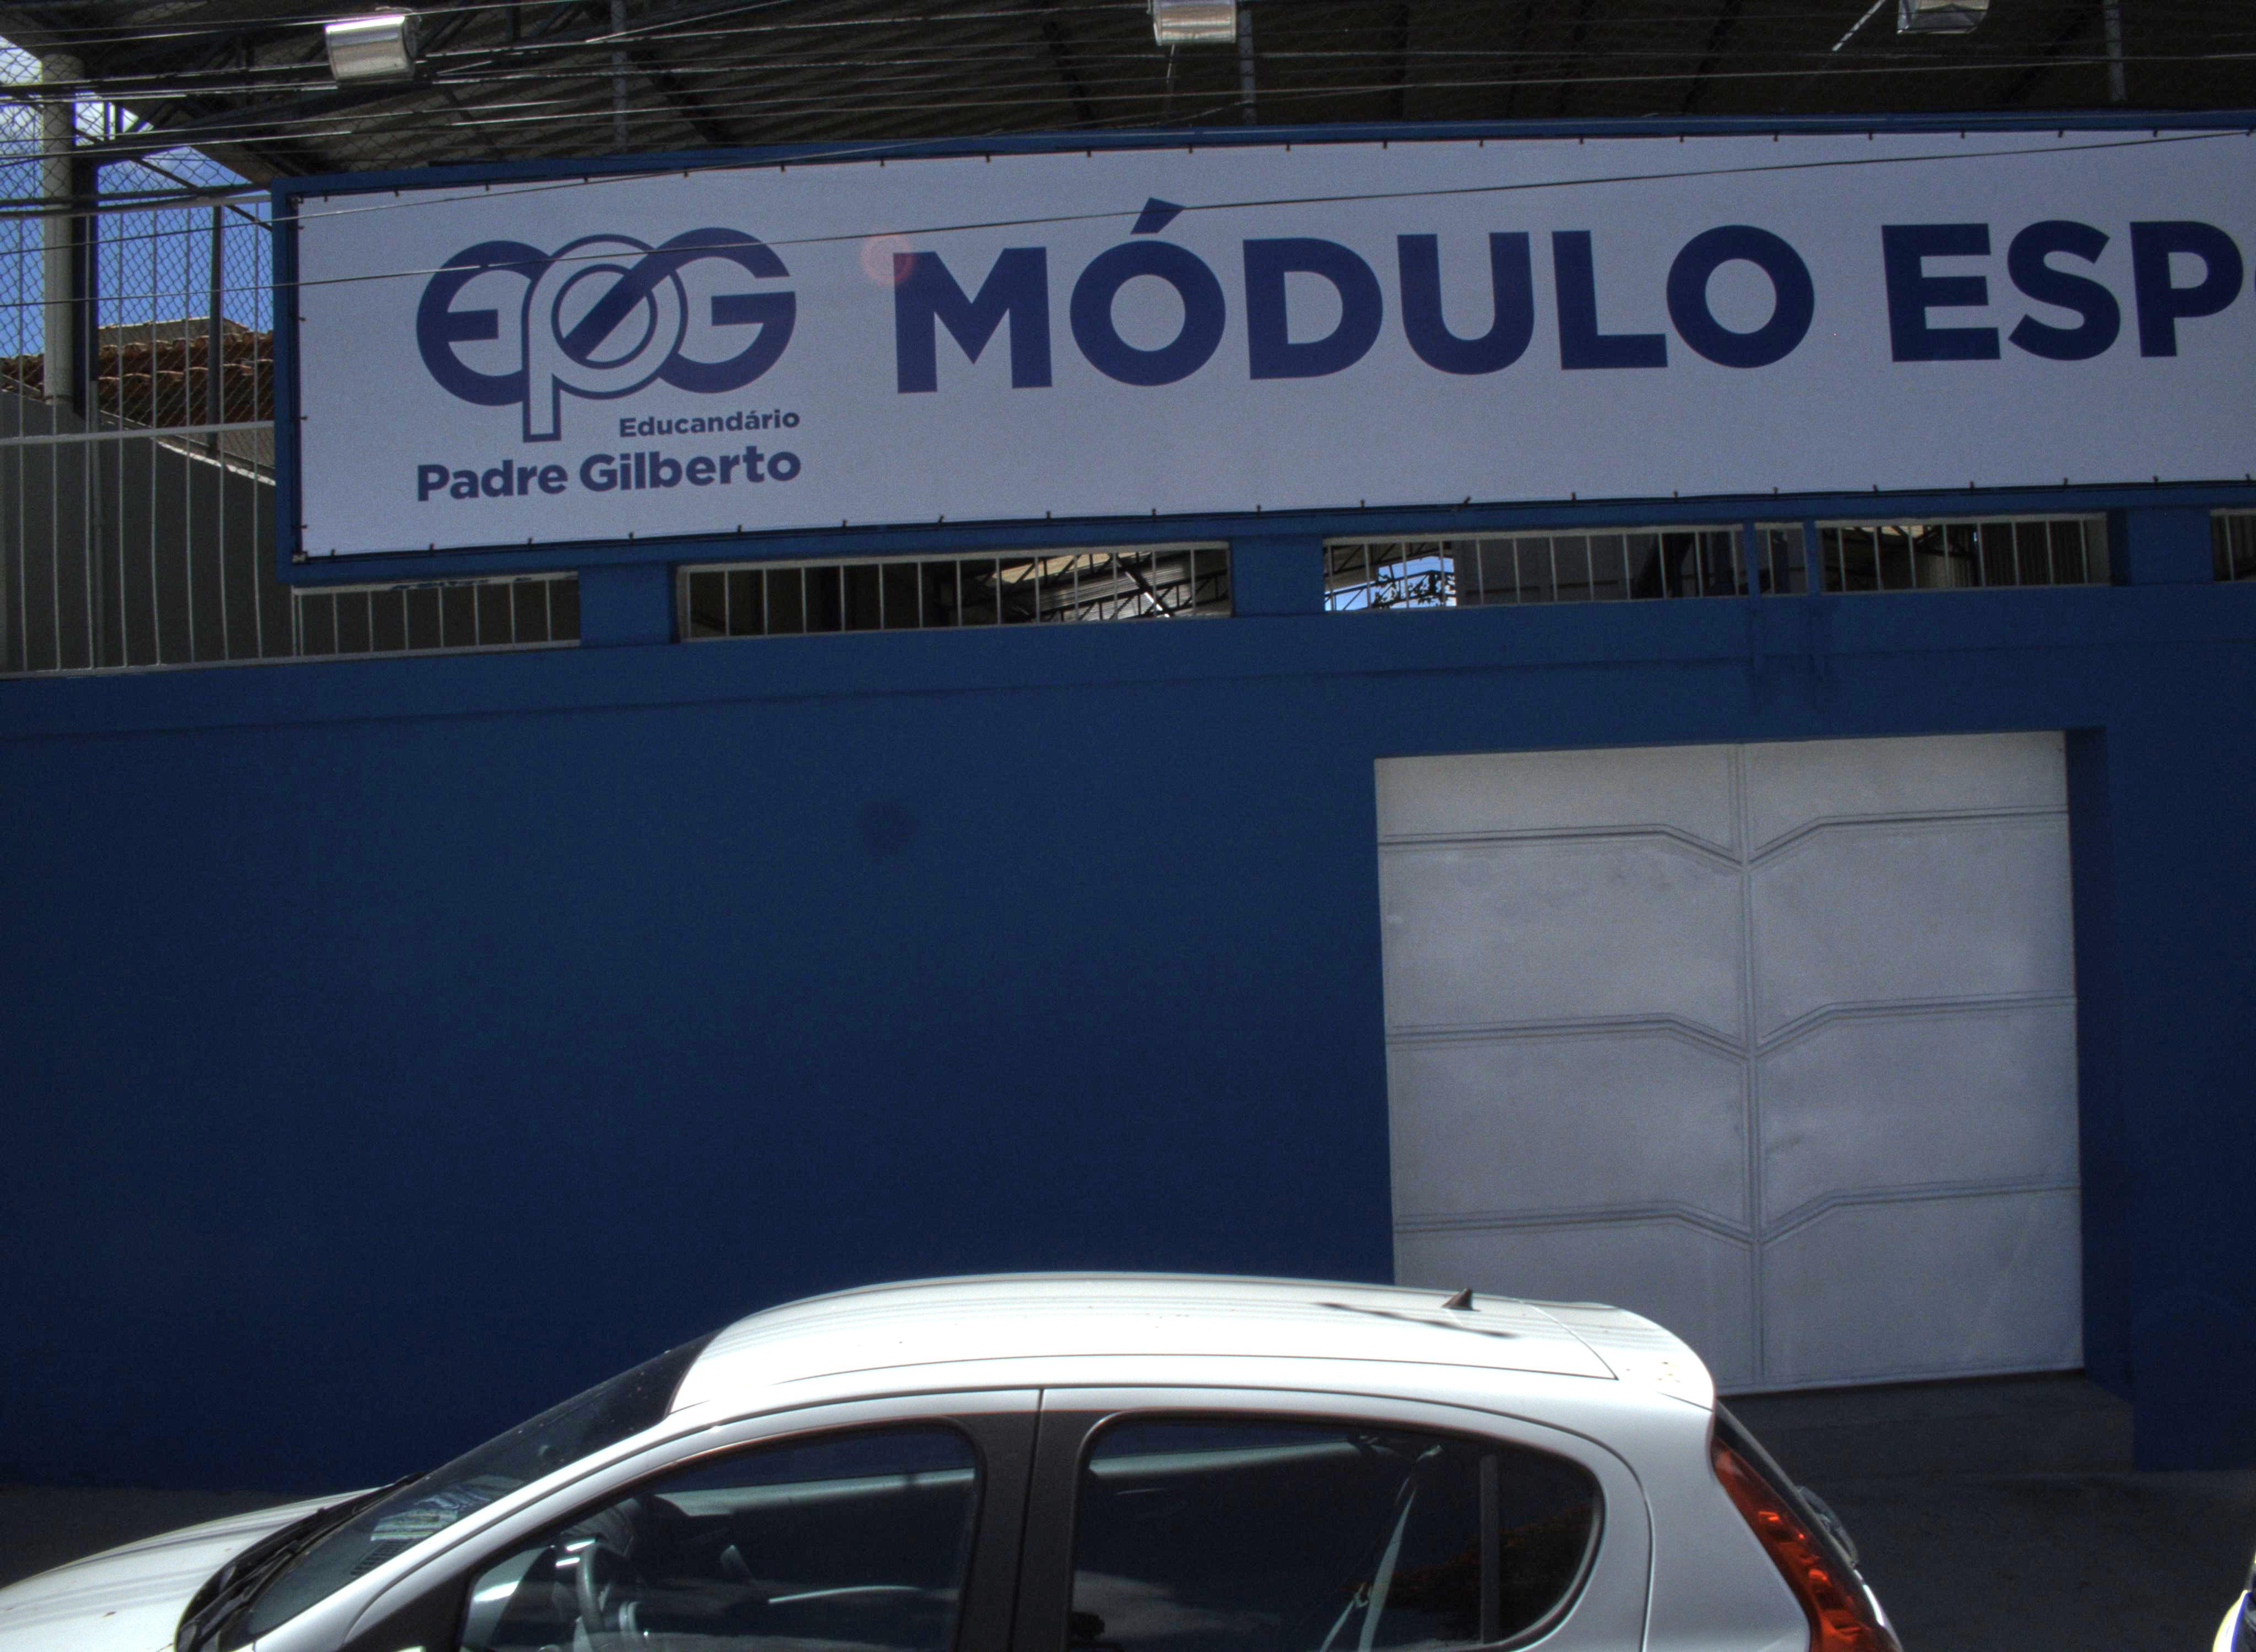 EPG
Educandário
Padre Gilberto
MÓDULO ESP